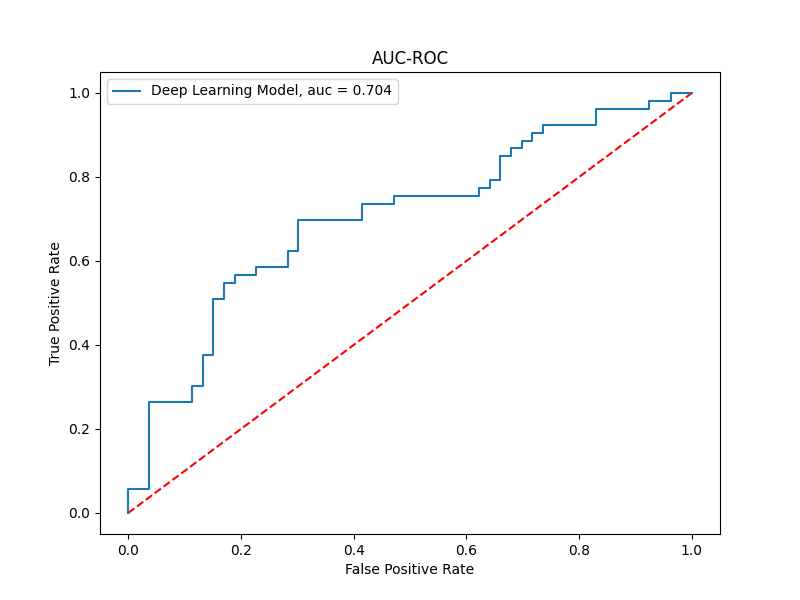 AUC-ROC
Deep Learning Model, auc = 0.704
True Positive Rate
1.0
0.8
0.6
0.4
0.2
0.0
0.0 0.2 0.4 0.6 0.8 1.0
False Positive Rate